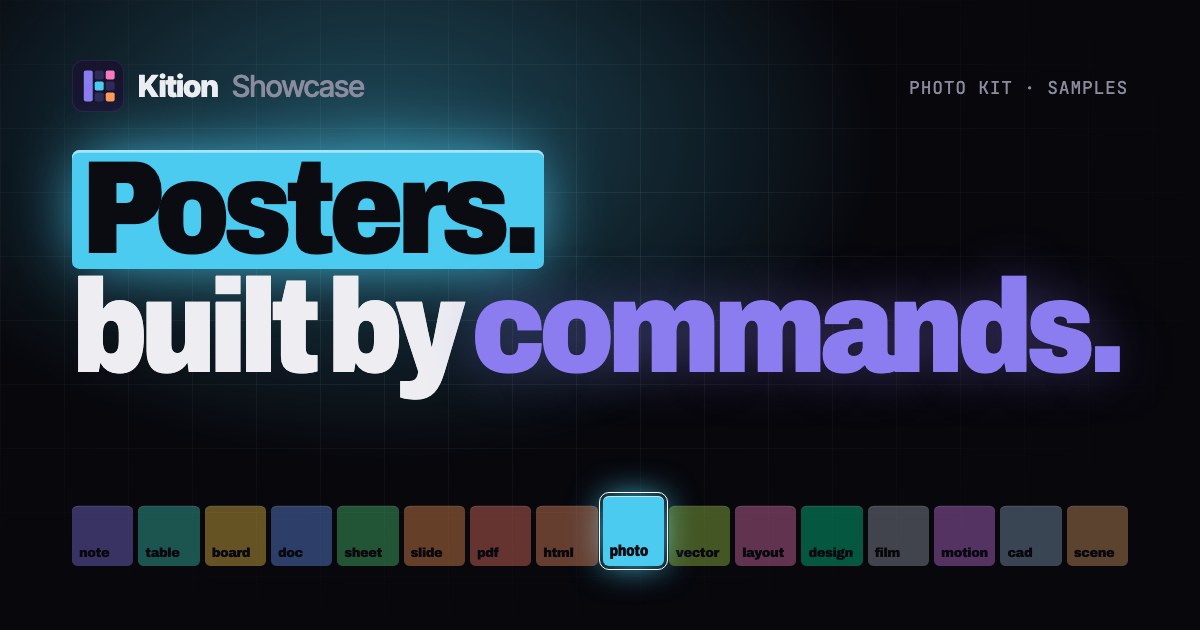 Kition Showcase
PHOTO KIT · SAMPLES
Posters.
built by commands.
note table board doc sheet slide pdf html photo vector layout design film motion cad scene